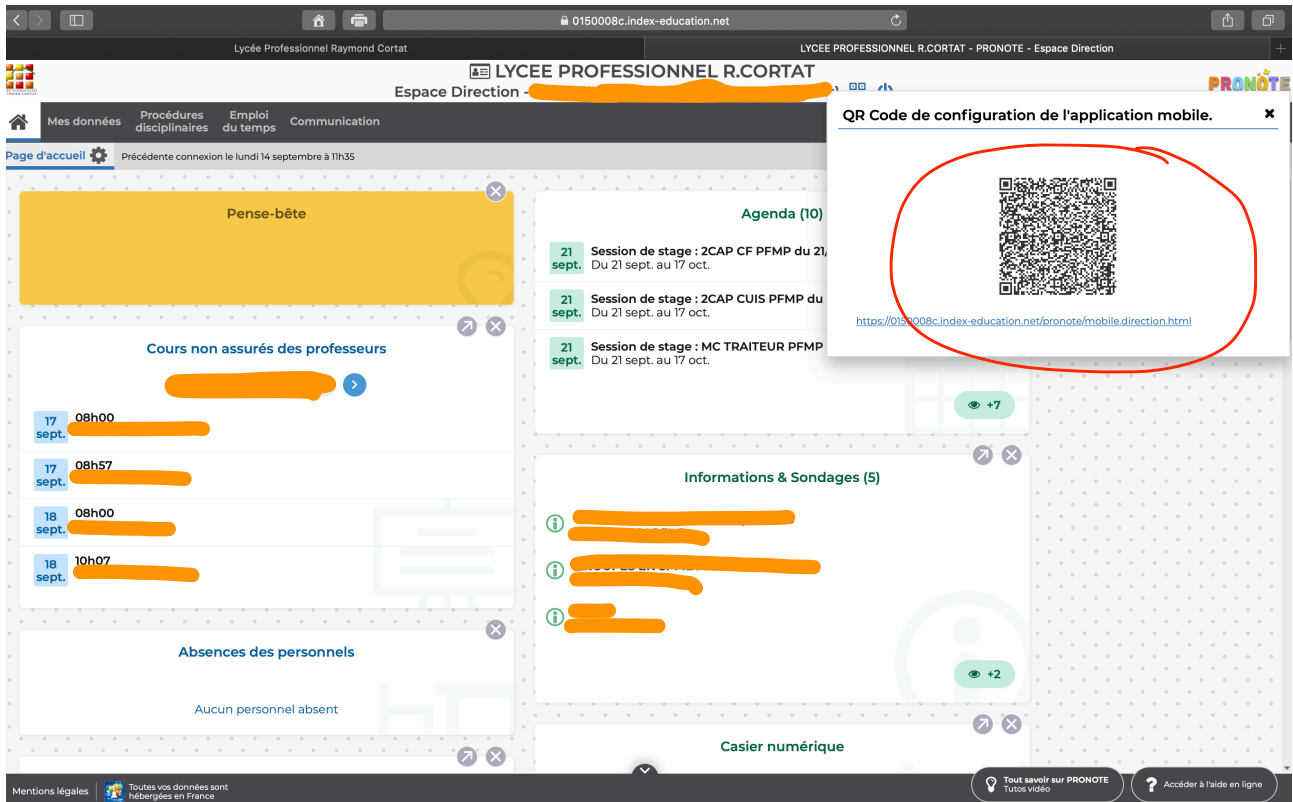 0150008c.index-education.net
Lycée Professionnel Raymond Cortat
LYCEE PROFESSIONNEL R.CORTAT - PRONOTE - Espace Direction
LYCEE PROFESSIONNEL R.CORTAT
Espace Direction -
PRONOTE
Mes données
Procédures disciplinaires
Emploi du temps
Communication
Page d'accueil
Précédente connexion le lundi 14 septembre à 11h35
QR Code de configuration de l'application mobile.
https://0150008c.index-education.net/pronote/mobile.direction.html
Pense-bête
Cours non assurés des professeurs
17 sept.
08h00
17 sept.
08h57
18 sept.
08h00
18 sept.
10h07
Absences des personnels
Aucun personnel absent
Agenda (10)
21 sept.
Session de stage : 2CAP CF PFMP du 21/
Du 21 sept. au 17 oct.
21 sept.
Session de stage : 2CAP CUIS PFMP du
Du 21 sept. au 17 oct.
21 sept.
Session de stage : MC TRAITEUR PFMP
Du 21 sept. au 17 oct.
+7
Informations & Sondages (5)
+2
Casier numérique
Mentions légales
Toutes vos données sont
hébergées en France
Tout savoir sur PRONOTE
Tutos vidéo
? Accéder à l'aide en ligne